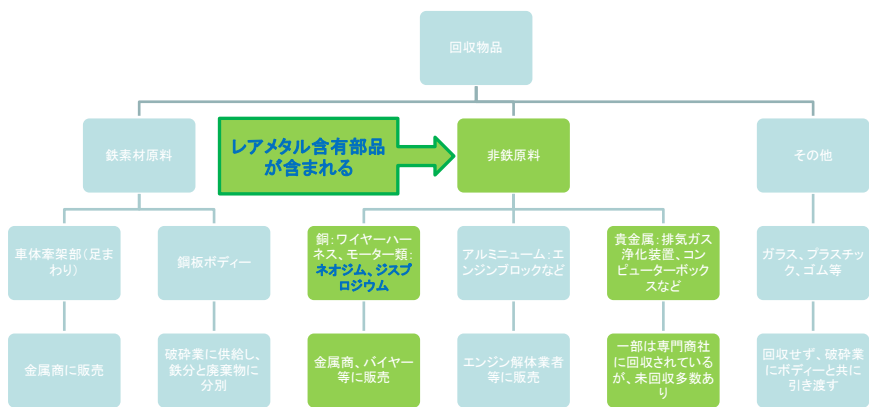 回収物品
鉄素材原料
レアメタル含有部品
が含まれる
非鉄原料
その他
車体牽架部(足ま
わり)
鋼板ボディー
銅:ワイヤーハー
ネス、モーター類:
ネオジム、ジスプ
ロジウム
アルミニューム:エ
ンジンブロックなど
貴金属:排気ガス
浄化装置、コン
ピューターボック
スなど
ガラス、プラスチッ
ク、ゴム等
金属商に販売
破砕業に供給し、
鉄分と廃棄物に
分別
金属商、バイヤー
等に販売
エンジン解体業者
等に販売
一部は専門商社
に回収されている
が、未回収多数あ
り
回収せず、破砕業
にボディーと共に
引き渡す